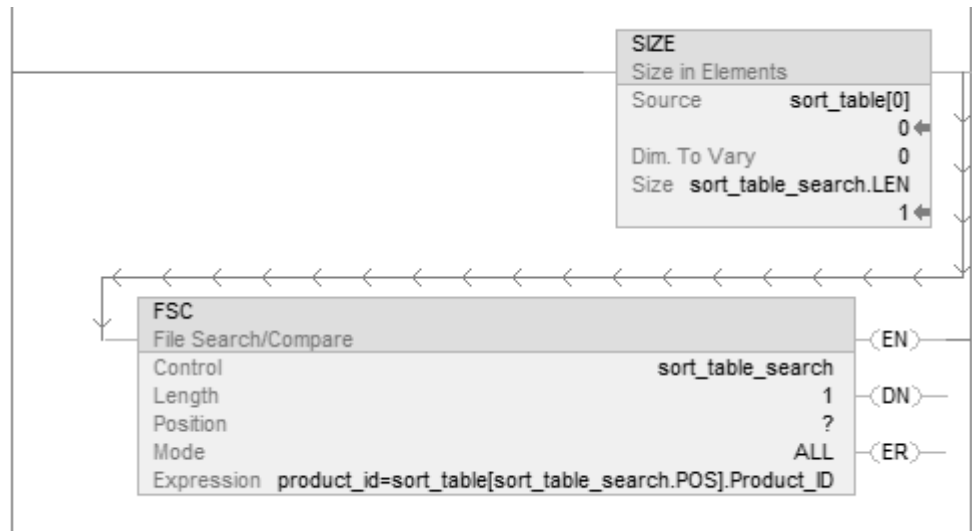 SIZE
Size in Elements
Source sort_table[0]
0
Dim. To Vary 0
Size sort_table_search.LEN
1
FSC
File Search/Compare
(EN)
Control sort_table_search
Length 1 (DN)
Position ?
Mode ALL (ER)
Expression product_id=sort_table[sort_table_search.POS].Product_ID